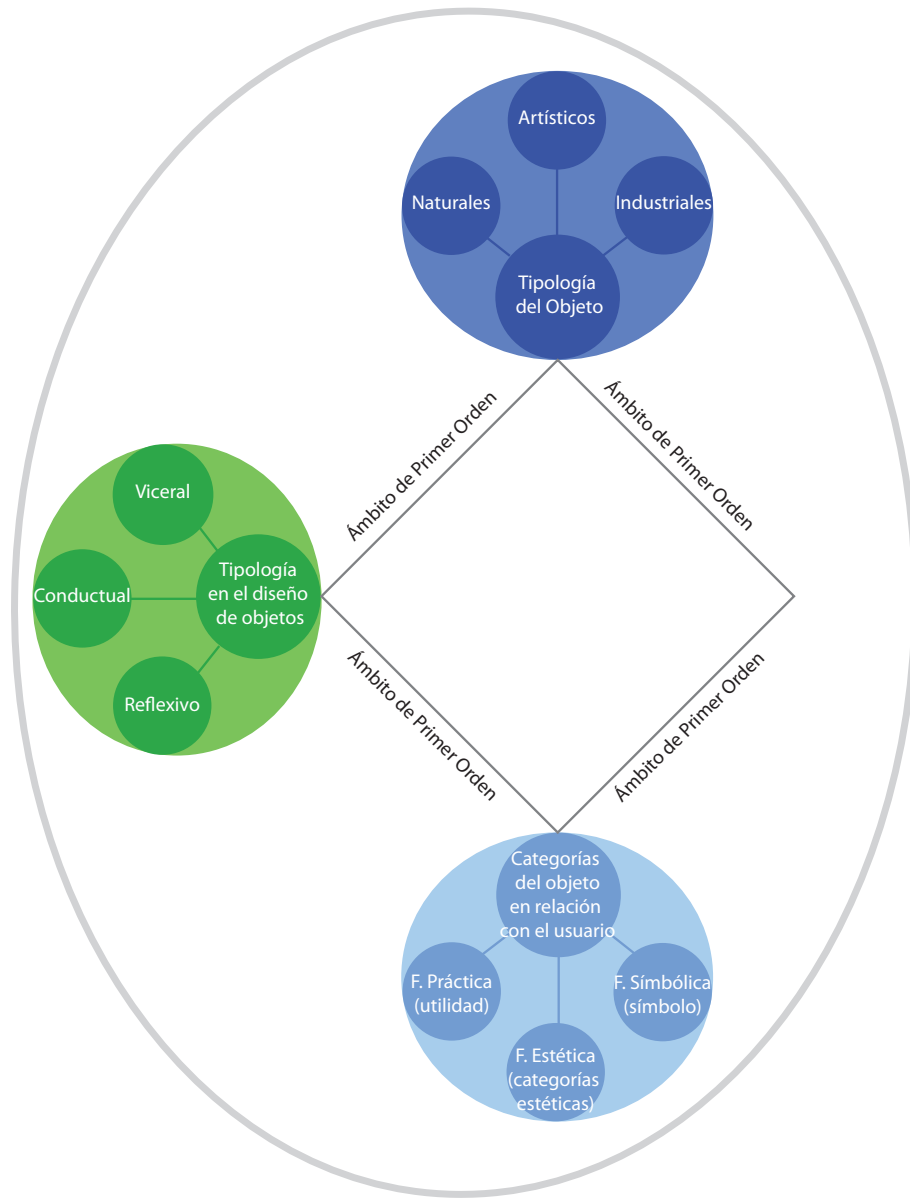 Artísticos
Naturales
Industriales
Tipología
del Objeto
Ámbito de Primer Orden
Ámbito de Primer Orden
Viceral
Conductual
Tipología
en el diseño
de objetos
Reflexivo
Ámbito de Primer Orden
Ámbito de Primer Orden
Categorías
del objeto
en relación
con el usuario
F. Práctica
(utilidad)
F. Símbólica
(símbolo)
F. Estética
(categorías
estéticas)